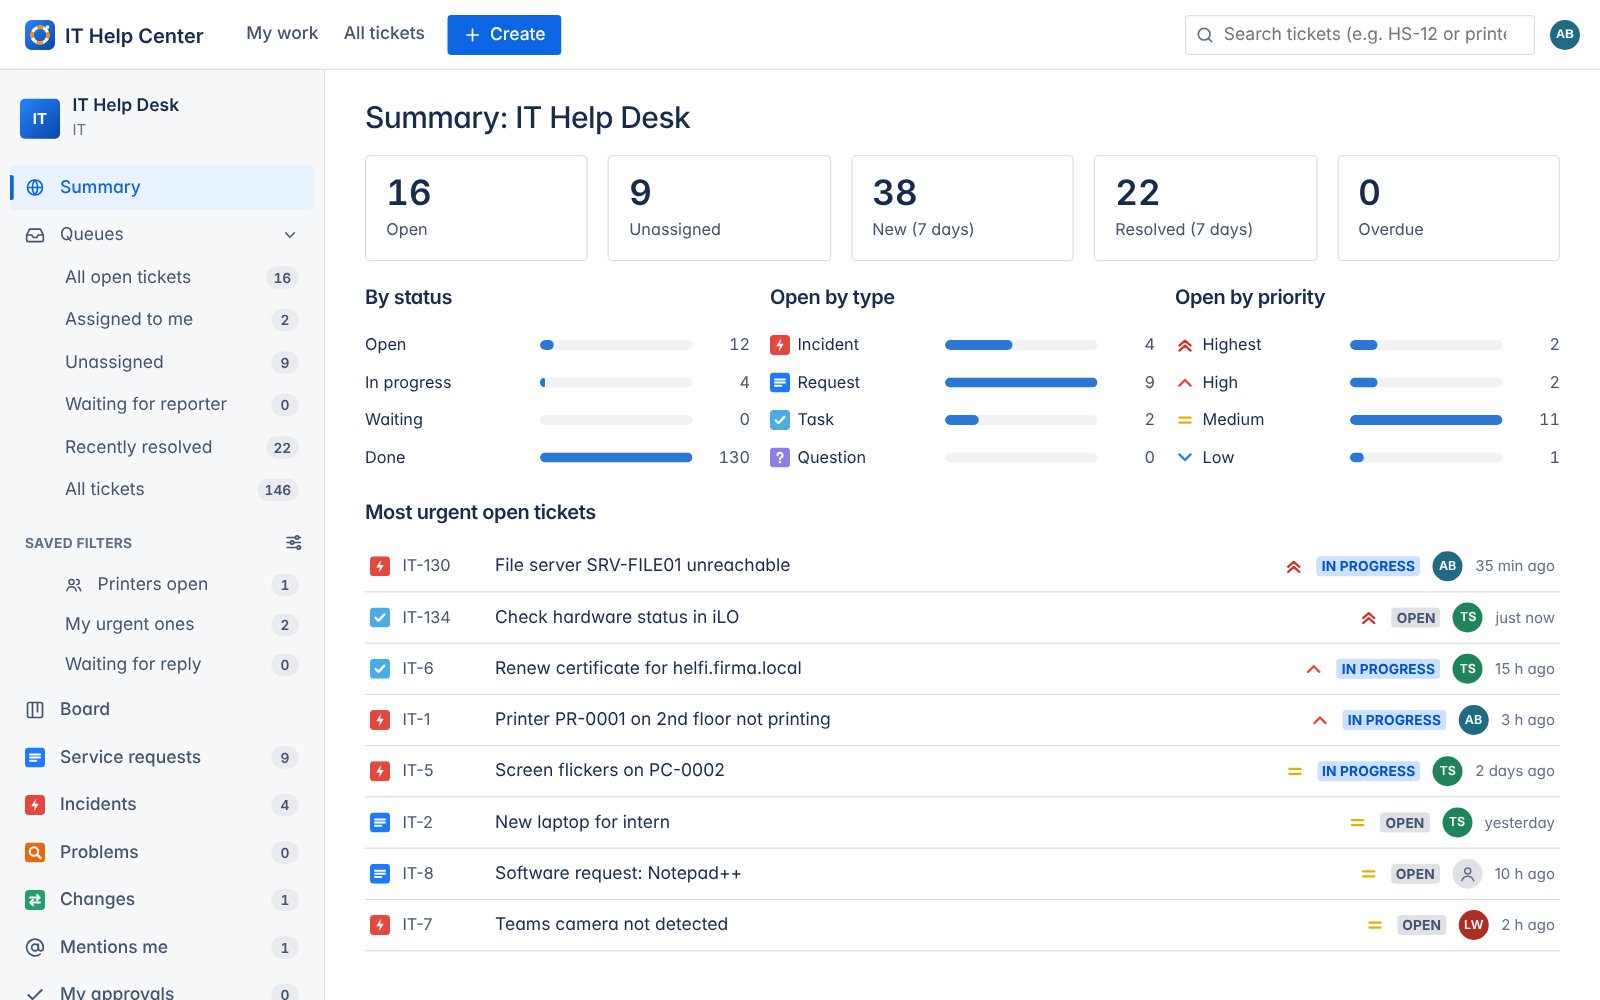 IT Help Center
My work
All tickets
Create
Search tickets (e.g. HS-12 or printe
AB
IT
IT Help Desk
IT
Summary
Queues
All open tickets 16
Assigned to me 2
Unassigned 9
Waiting for reporter 0
Recently resolved 22
All tickets 146
SAVED FILTERS
Printers open 1
My urgent ones 2
Waiting for reply 0
Board
Service requests 9
Incidents 4
Problems 0
Changes 1
Mentions me 1
My approvals 0
Summary: IT Help Desk
16
Open
9
Unassigned
38
New (7 days)
22
Resolved (7 days)
0
Overdue
By status
Open 12
In progress 4
Waiting 0
Done 130
Open by type
Incident 4
Request 9
Task 2
? Question 0
Open by priority
Highest 2
High 2
Medium 11
Low 1
Most urgent open tickets
IT-130 File server SRV-FILE01 unreachable IN PROGRESS AB 35 min ago
IT-134 Check hardware status in iLO OPEN TS just now
IT-6 Renew certificate for helfi.firma.local IN PROGRESS TS 15 h ago
IT-1 Printer PR-0001 on 2nd floor not printing IN PROGRESS AB 3 h ago
IT-5 Screen flickers on PC-0002 IN PROGRESS TS 2 days ago
IT-2 New laptop for intern OPEN TS yesterday
IT-8 Software request: Notepad++ OPEN 10 h ago
IT-7 Teams camera not detected OPEN LW 2 h ago